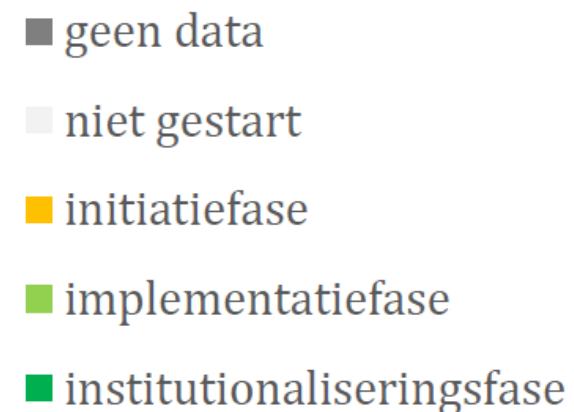 geen data
niet gestart
initiatiefase
implementatiefase
institutionaliseringsfase